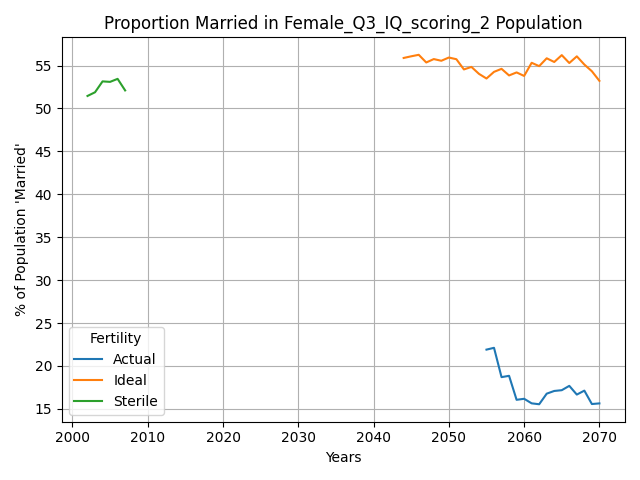 Proportion Married in Female_Q3_IQ_scoring_2 Population
% of Population 'Married'
55
50
45
40
35
30
25
20
15
Fertility
Actual
Ideal
Sterile
2000 2010 2020 2030 2040 2050 2060 2070
Years